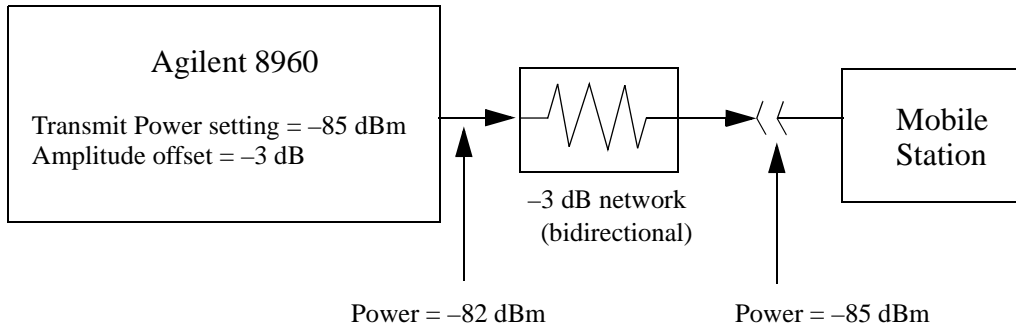 Agilent 8960
Transmit Power setting = –85 dBm
Amplitude offset = –3 dB
–3 dB network
(bidirectional)
Mobile
Station
Power = –82 dBm
Power = –85 dBm